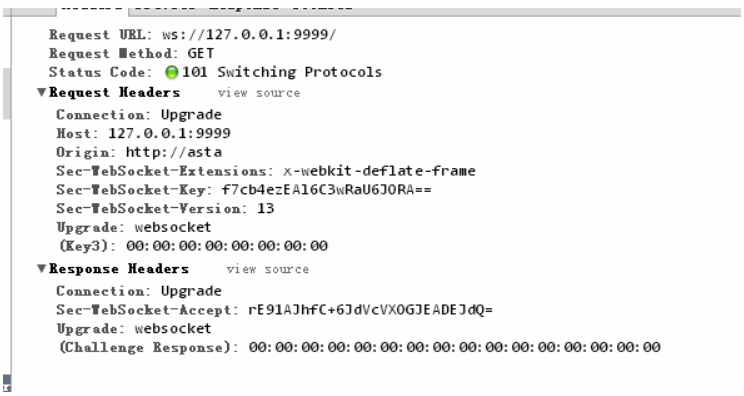 Request URL: ws://127.0.0.1:9999/
Request Method: GET
Status Code: 101 Switching Protocols
▼Request Headers view source
Connection: Upgrade
Host: 127.0.0.1:9999
Origin: http://asta
Sec-WebSocket-Extensions: x-webkit-deflate-frame
Sec-WebSocket-Key: f7cb4ezEAl6C3wRaU6JORA==
Sec-WebSocket-Version: 13
Upgrade: websocket
(Key3): 00:00:00:00:00:00:00:00
▼Response Headers view source
Connection: Upgrade
Sec-WebSocket-Accept: rE91AJhfC+6JdVcVXOGJEADEJdQ=
Upgrade: websocket
(Challenge Response): 00:00:00:00:00:00:00:00:00:00:00:00:00:00:00:00